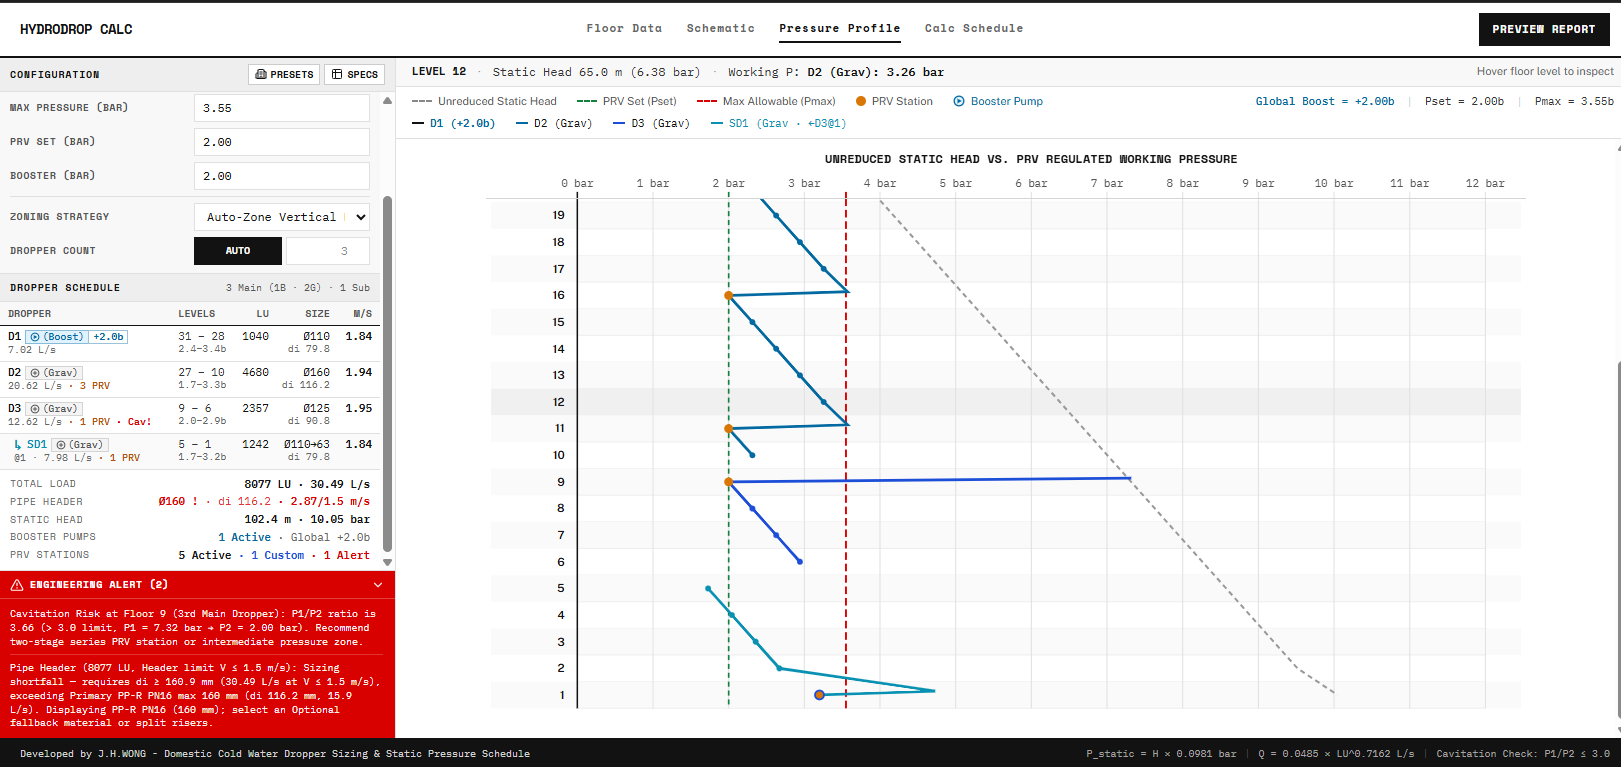 HYDRODROP CALC
Floor Data
Schematic
Pressure Profile
Calc Schedule
PREVIEW REPORT
CONFIGURATION
PRESETS
SPECS
MAX PRESSURE (BAR)
3.55
PRV SET (BAR)
2.00
BOOSTER (BAR)
2.00
ZONING STRATEGY
Auto-Zone Vertical
DROPPER COUNT
AUTO
3
DROPPER SCHEDULE
3 Main (1B · 2G) · 1 Sub
DROPPER LEVELS LU SIZE M/S
D1 (Boost) +2.0b 31 – 28 1040 Ø110 1.84
7.02 L/s 2.4–3.4b di 79.8
D2 (Grav) 27 – 10 4680 Ø160 1.94
20.62 L/s · 3 PRV 1.7–3.3b di 116.2
D3 (Grav) 9 – 6 2357 Ø125 1.95
12.62 L/s · 1 PRV · Cav! 2.0–2.9b di 90.8
↳ SD1 (Grav) 5 – 1 1242 Ø110→63 1.84
@1 · 7.98 L/s · 1 PRV 1.7–3.2b di 79.8
TOTAL LOAD 8077 LU · 30.49 L/s
PIPE HEADER Ø160 ! · di 116.2 · 2.87/1.5 m/s
STATIC HEAD 102.4 m · 10.05 bar
BOOSTER PUMPS 1 Active · Global +2.0b
PRV STATIONS 5 Active · 1 Custom · 1 Alert
ENGINEERING ALERT (2)
Cavitation Risk at Floor 9 (3rd Main Dropper): P1/P2 ratio is
3.66 (> 3.0 limit, P1 = 7.32 bar → P2 = 2.00 bar). Recommend
two-stage series PRV station or intermediate pressure zone.
Pipe Header (8077 LU, Header limit V ≤ 1.5 m/s): Sizing
shortfall — requires di ≥ 160.9 mm (30.49 L/s at V ≤ 1.5 m/s),
exceeding Primary PP-R PN16 max 160 mm (di 116.2 mm, 15.9
L/s). Displaying PP-R PN16 (160 mm); select an Optional
fallback material or split risers.
LEVEL 12 · Static Head 65.0 m (6.38 bar) · Working P: D2 (Grav): 3.26 bar
Hover floor level to inspect
Unreduced Static Head
PRV Set (Pset)
Max Allowable (Pmax)
PRV Station
Booster Pump
Global Boost = +2.00b | Pset = 2.00b | Pmax = 3.55b
D1 (+2.0b)
D2 (Grav)
D3 (Grav)
SD1 (Grav · ←D3@1)
UNREDUCED STATIC HEAD VS. PRV REGULATED WORKING PRESSURE
0 bar 1 bar 2 bar 3 bar 4 bar 5 bar 6 bar 7 bar 8 bar 9 bar 10 bar 11 bar 12 bar
19
18
17
16
15
14
13
12
11
10
9
8
7
6
5
4
3
2
1
Developed by J.H.WONG - Domestic Cold Water Dropper Sizing & Static Pressure Schedule
P_static = H × 0.0981 bar | Q = 0.0485 × LU^0.7162 L/s | Cavitation Check: P1/P2 ≤ 3.0